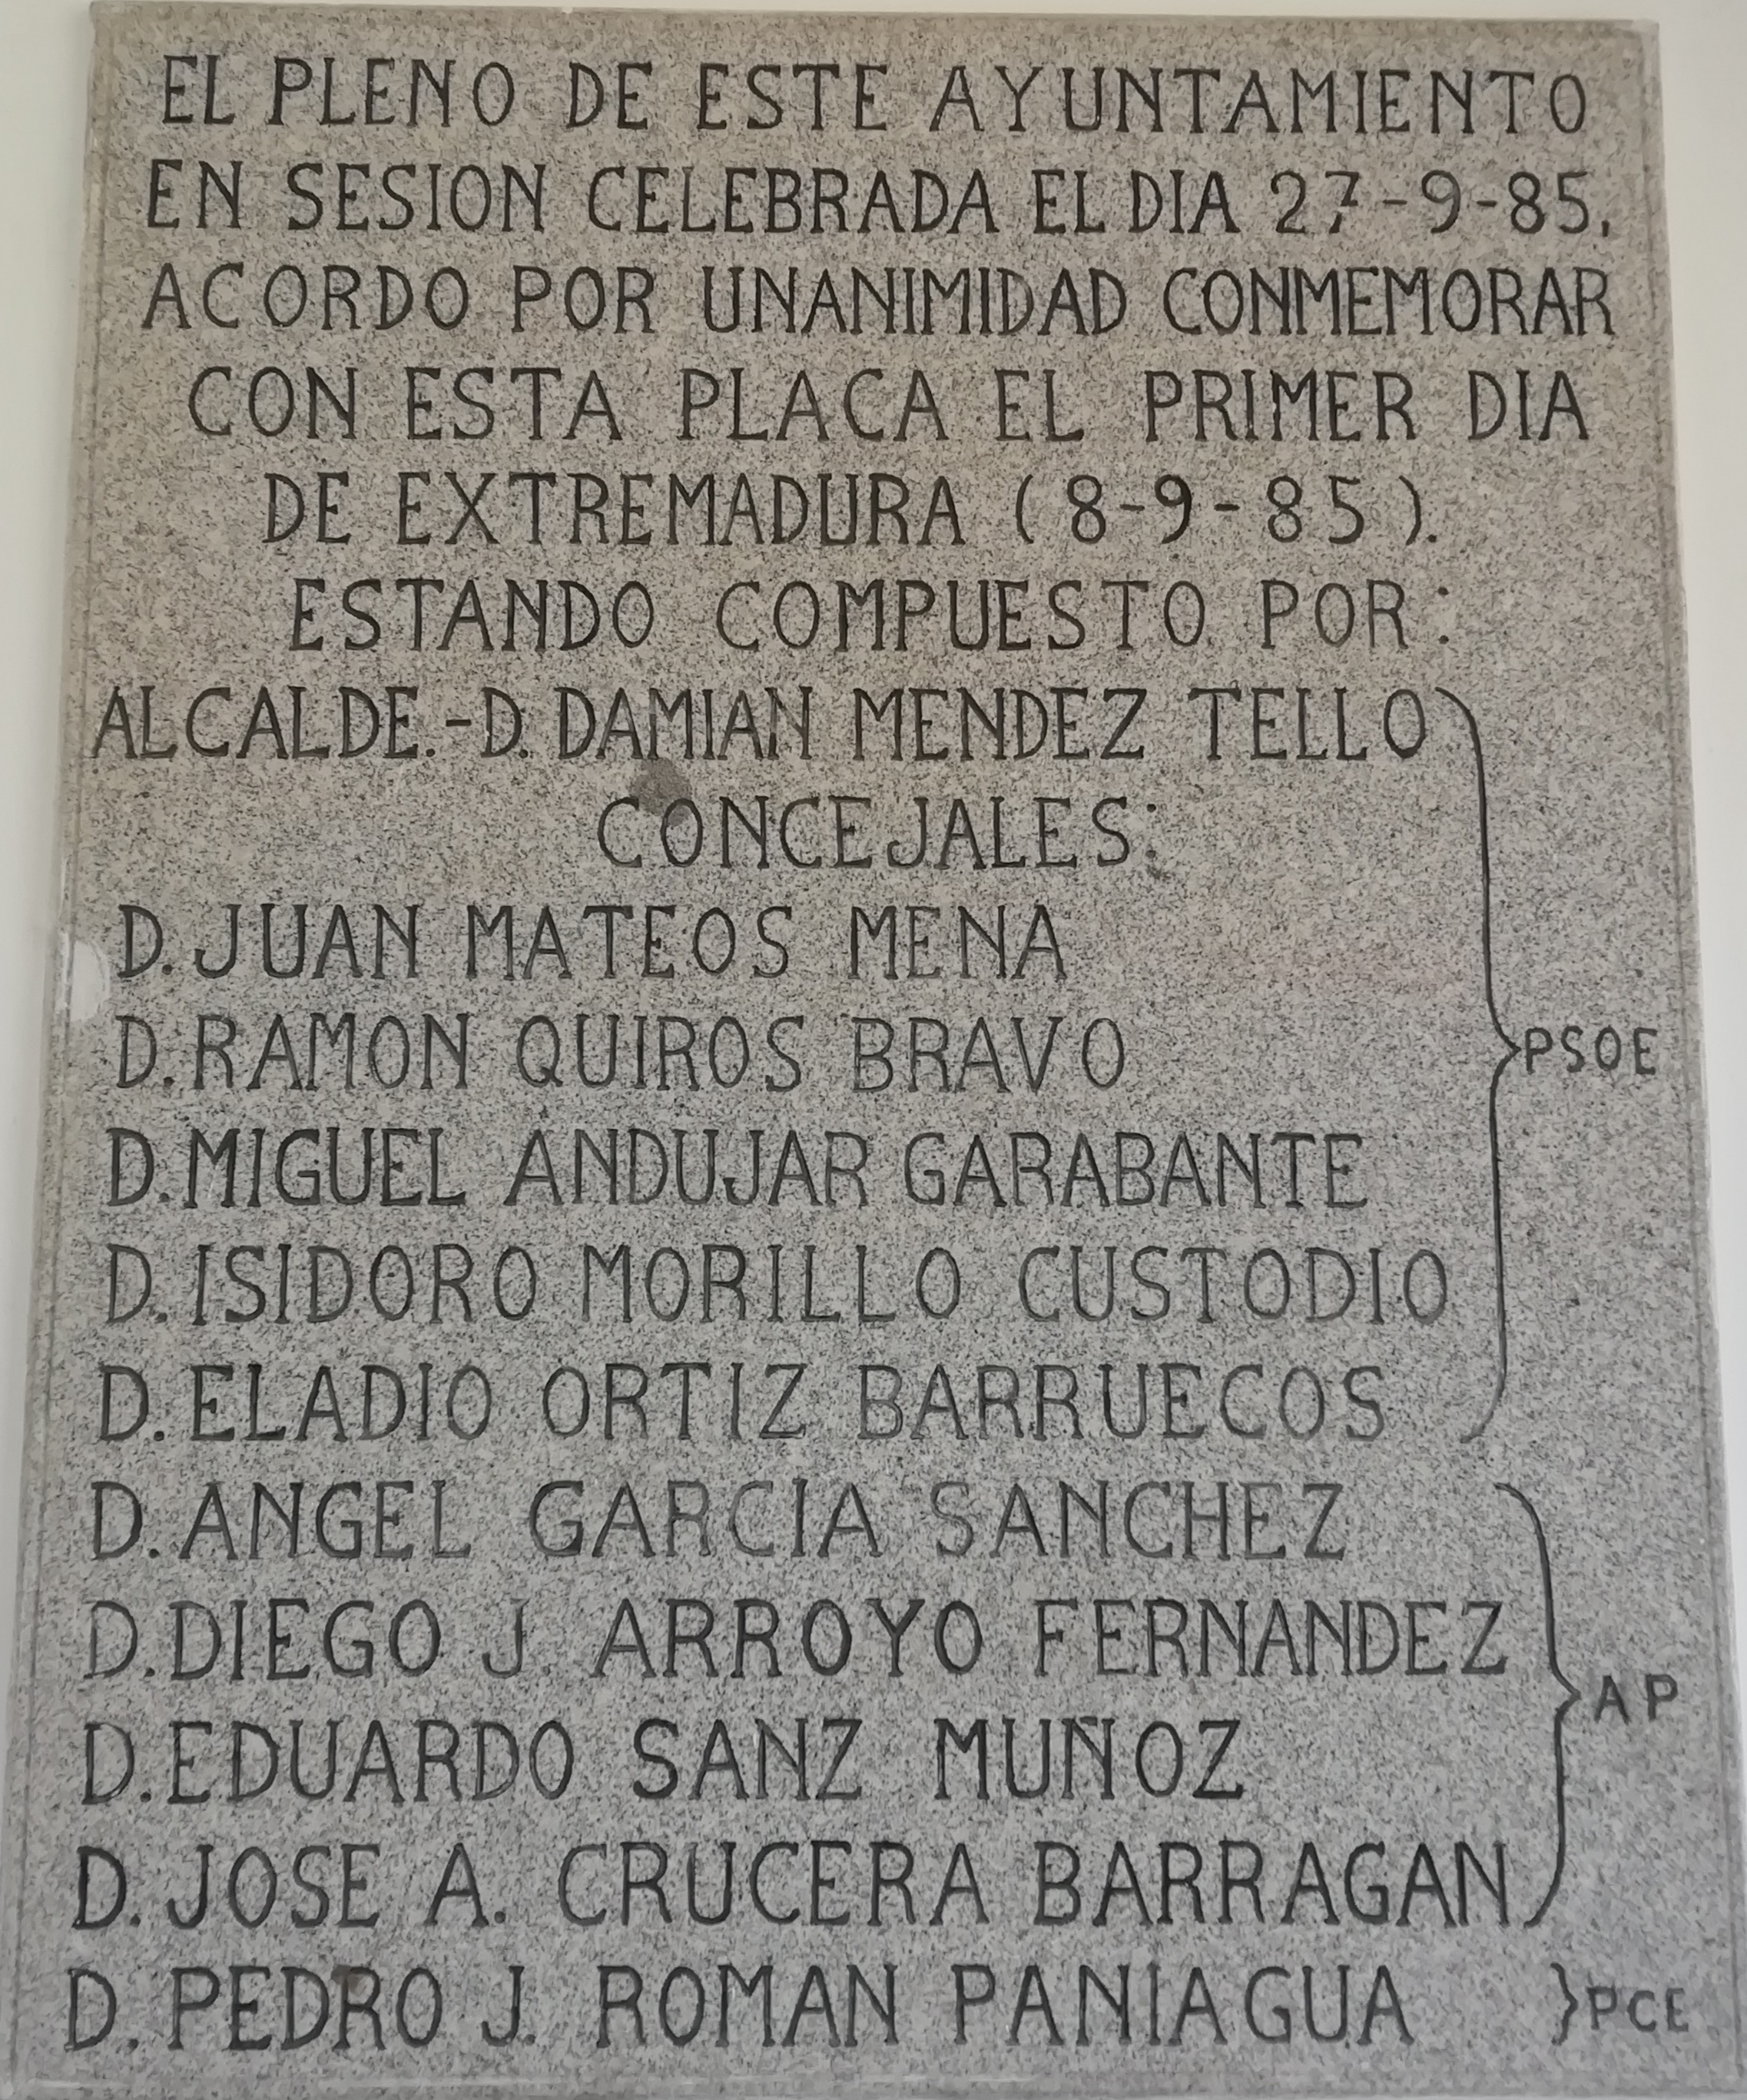 EL PLENO DE ESTE AYUNTAMIENTO
EN SESION CELEBRADA EL DIA 27-9-85.
ACORDO POR UNANIMIDAD CONMEMORAR
CON ESTA PLACA EL PRIMER DIA
DE EXTREMADURA (8-9-85).
ESTANDO COMPUESTO POR:
ALCALDE.-D. DAMIAN MENDEZ TELLO
CONCEJALES:
D. JUAN MATEOS MENA
D. RAMON QUIROS BRAVO
PSOE
D. MIGUEL ANDUJAR GARABANTE
D. ISIDORO MORILLO CUSTODIO
D. ELADIO ORTIZ BARRUECOS
D. ANGEL GARCIA SANCHEZ
D. DIEGO J. ARROYO FERNANDEZ
AP
D. EDUARDO SANZ MUÑOZ
D. JOSE A. CRUCERA BARRAGAN
D. PEDRO J. ROMAN PANIAGUA } PCE